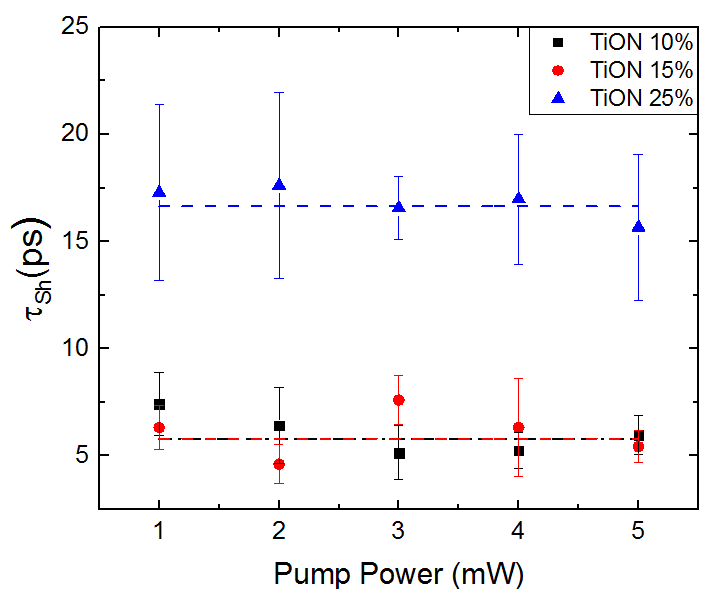 25
20
15
10
5
τSh(ps)
TiON 10%
TiON 15%
TiON 25%
1 2 3 4 5
Pump Power (mW)